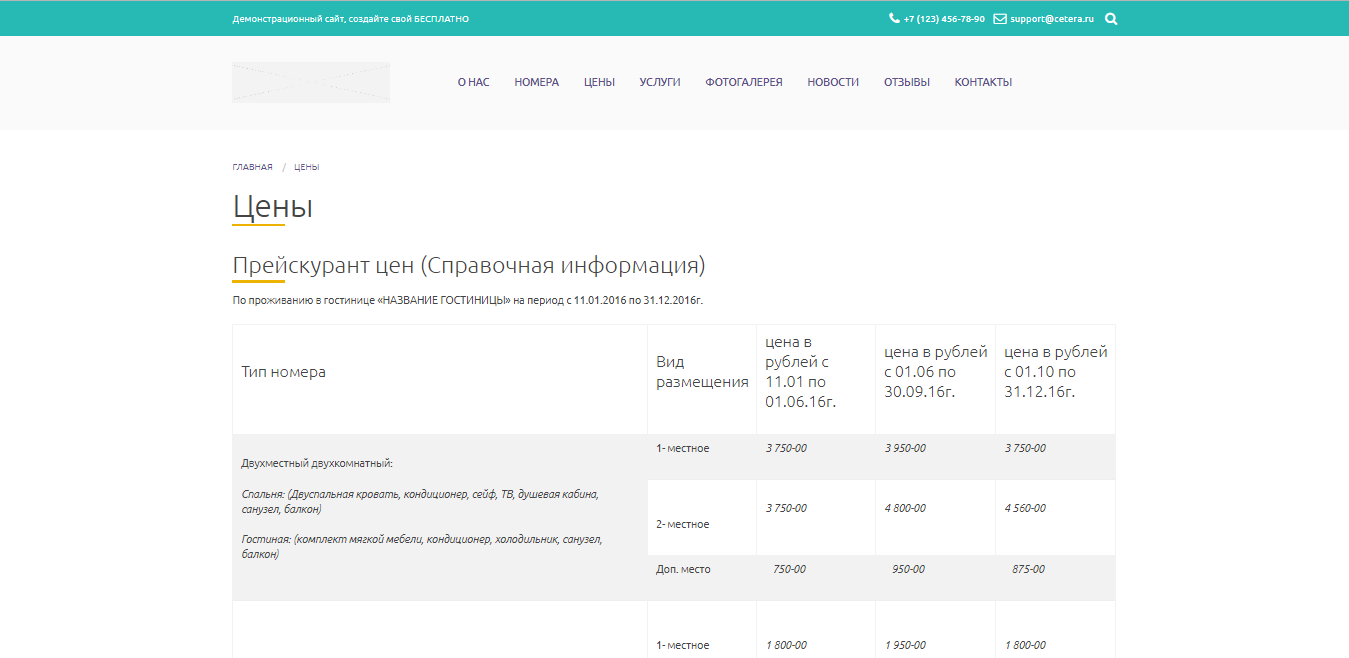 Демонстрационный сайт, создайте свой БЕСПЛАТНО
+7 (123) 456-78-90 support@cetera.ru
О НАС НОМЕРА ЦЕНЫ УСЛУГИ ФОТОГАЛЕРЕЯ НОВОСТИ ОТЗЫВЫ КОНТАКТЫ
ГЛАВНАЯ / ЦЕНЫ
Цены
Прейскурант цен (Справочная информация)
По проживанию в гостинице «НАЗВАНИЕ ГОСТИНИЦЫ» на период с 11.01.2016 по 31.12.2016г.
Тип номера
Вид
размещения
цена в
рублей с
11.01 по
01.06.16г.
цена в рублей
с 01.06 по
30.09.16г.
цена в рублей
с 01.10 по
31.12.16г.
Двухместный двухкомнатный:
Спальня: (Двуспальная кровать, кондиционер, сейф, ТВ, душевая кабина,
санузел, балкон)
Гостиная: (комплект мягкой мебели, кондиционер, холодильник, санузел,
балкон)
1- местное 3 750-00 3 950-00 3 750-00
2- местное 3 750-00 4 800-00 4 560-00
Доп. место 750-00 950-00 875-00
1- местное 1 800-00 1 950-00 1 800-00